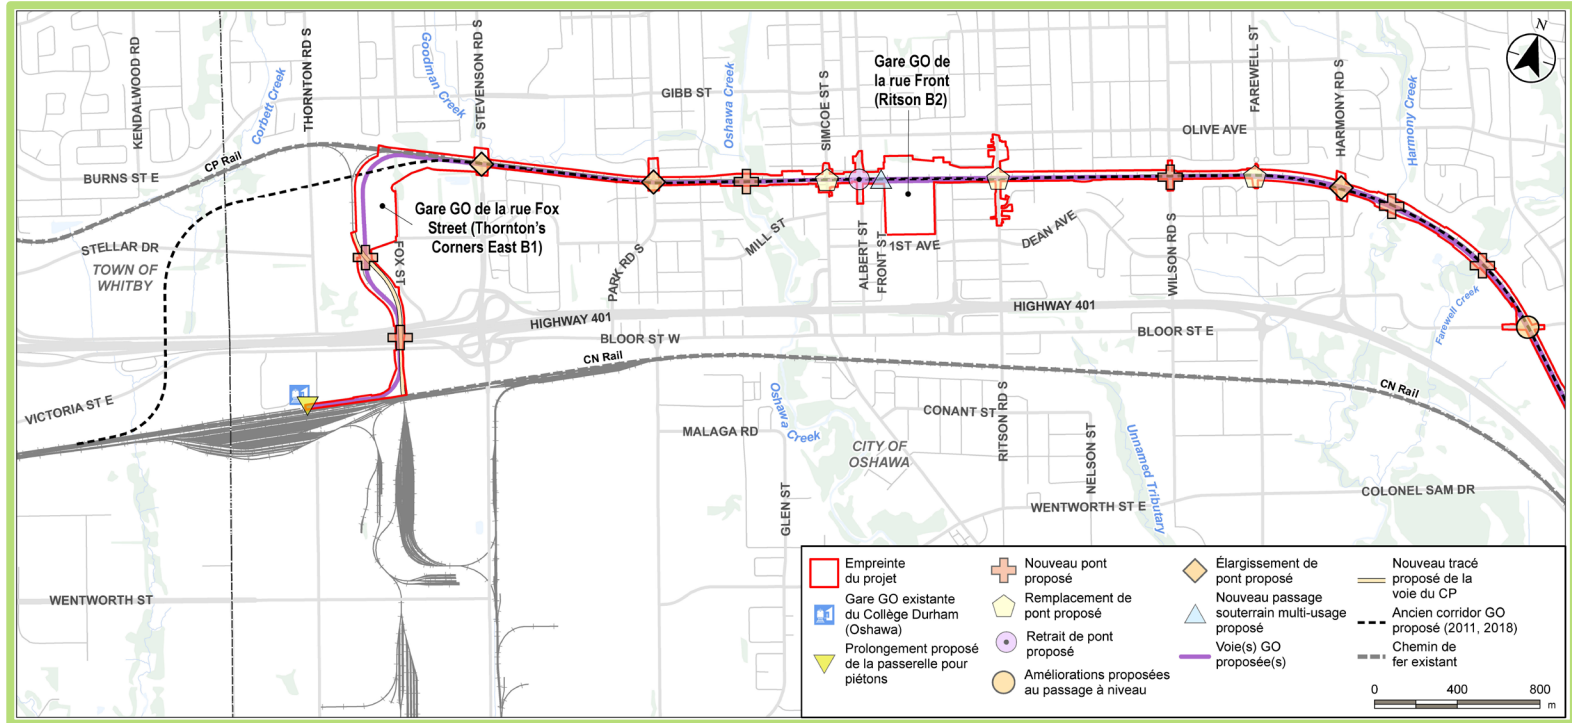 KENDALWOOD RD
Corbett Creek
THORNTON RD S
Goodman Creek
STEVENSON RD S
GIBB ST
Oshawa Creek
SIMCOE ST S
Gare GO de
la rue Front
(Ritson B2)
FAREWELL ST
HARMONY RD S
Harmony Creek
OLIVE AVE
N
CP Rail
BURNS ST E
STELLAR DR
TOWN OF
WHITBY
Gare GO de la rue Fox
Street (Thornton's
Corners East B1)
FOX ST
PARK RD S
MILL ST
ALBERT ST
FRONT ST
1ST AVE
DEAN AVE
WILSON RD S
HIGHWAY 401
HIGHWAY 401
BLOOR ST W
BLOOR ST E
Farewell Creek
CN Rail
CN Rail
VICTORIA ST E
MALAGA RD
Oshawa Creek
CITY OF
OSHAWA
CONANT ST
RITSON RD S
NELSON ST
Unnamed Tributary
GLEN ST
WENTWORTH ST E
COLONEL SAM DR
WENTWORTH ST
Empreinte
du projet
Gare GO existante
du Collège Durham
(Oshawa)
Prolongement proposé
de la passerelle pour
piétons
Nouveau pont
proposé
Remplacement de
pont proposé
Retrait de pont
proposé
Améliorations proposées
au passage à niveau
Élargissement de
pont proposé
Nouveau passage
souterrain multi-usage
proposé
Voie(s) GO
proposée(s)
Nouveau tracé
proposé de la
voie du CP
Ancien corridor GO
proposé (2011, 2018)
Chemin de
fer existant
0 400 800
m